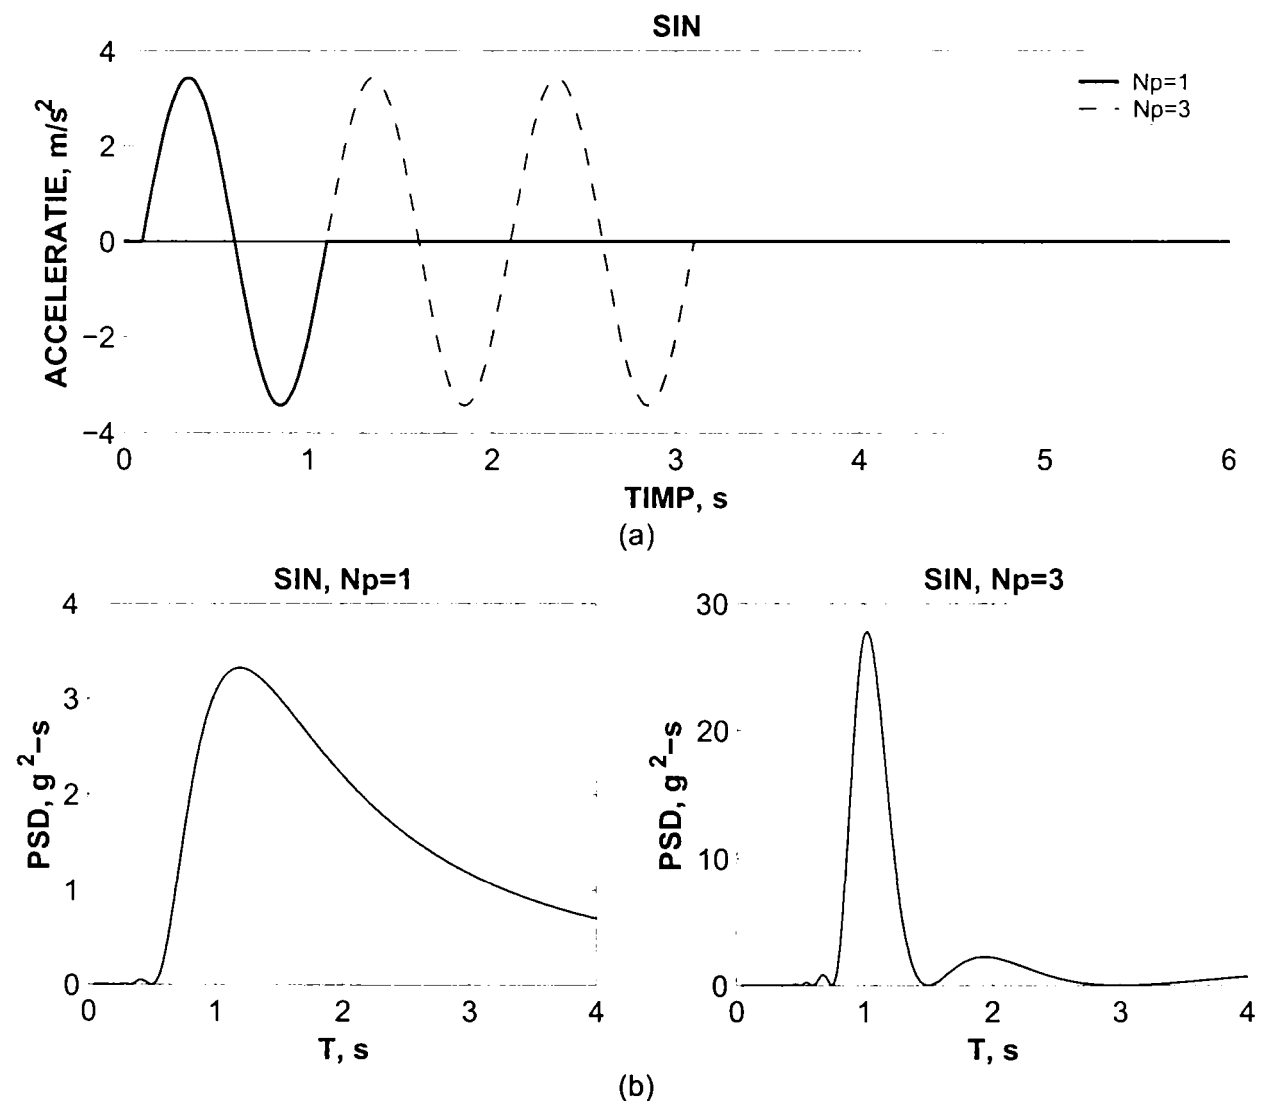 SIN
ACCELERATIE, m/s²
4
2
0
−2
−4
Np=1
Np=3
0 1 2 3 4 5 6
TIMP, s
(a)
SIN, Np=1
PSD, g²−s
4
3
2
1
0
0 1 2 3 4
T, s
SIN, Np=3
PSD, g²−s
30
20
10
0
0 1 2 3 4
T, s
(b)